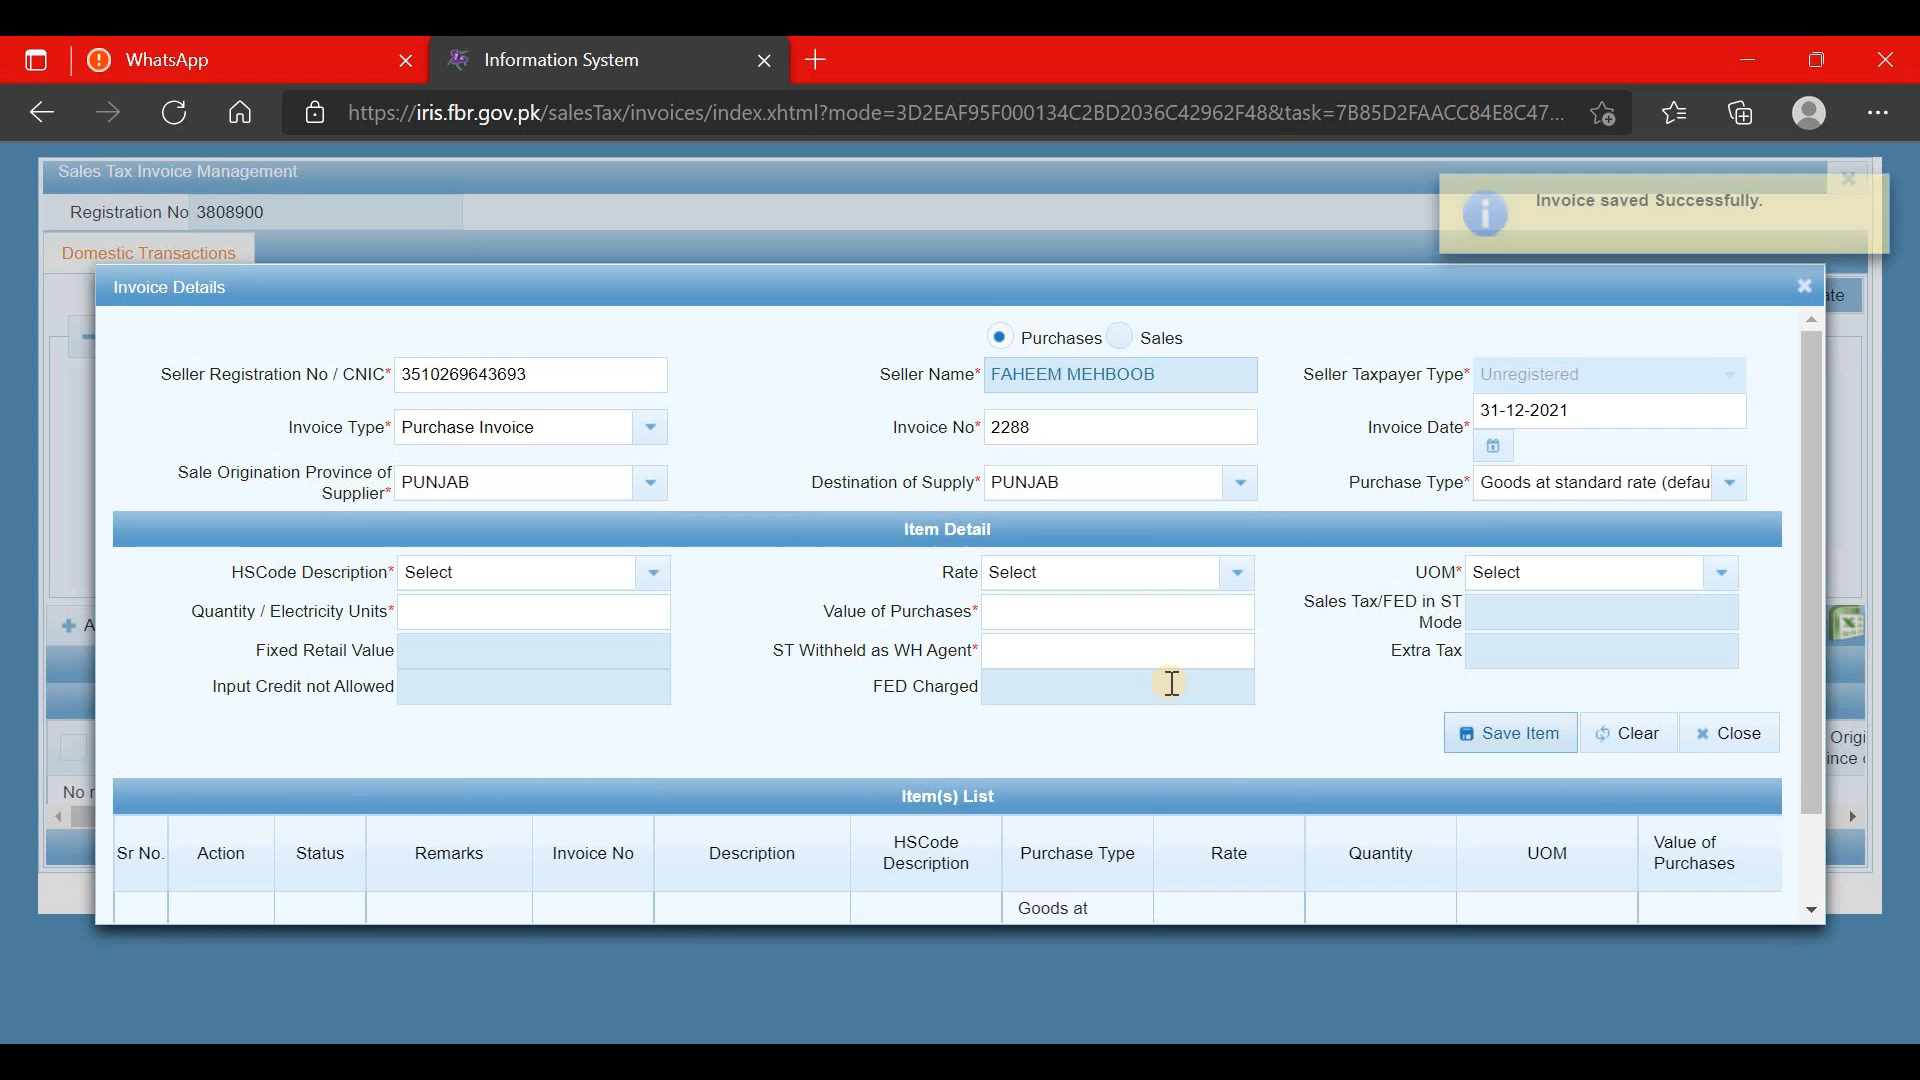 WhatsApp
Information System
https://iris.fbr.gov.pk/salesTax/invoices/index.xhtml?mode=3D2EAF95F000134C2BD2036C42962F48&task=7B85D2FAACC84E8C47...
Sales Tax Invoice Management
Registration No 3808900
Invoice saved Successfully.
Domestic Transactions
Invoice Details
ate
Purchases Sales
Seller Registration No / CNIC* 3510269643693 Seller Name* FAHEEM MEHBOOB Seller Taxpayer Type* Unregistered
Invoice Type* Purchase Invoice Invoice No* 2288 Invoice Date* 31-12-2021
Sale Origination Province of Supplier* PUNJAB Destination of Supply* PUNJAB Purchase Type* Goods at standard rate (defau
Item Detail
HSCode Description* Select Rate Select UOM* Select
Quantity / Electricity Units* Value of Purchases* Sales Tax/FED in ST Mode
Fixed Retail Value ST Withheld as WH Agent* Extra Tax
Input Credit not Allowed FED Charged
A
Save Item Clear Close
Origi
ince
No r
Item(s) List
Sr No. Action Status Remarks Invoice No Description HSCode Description Purchase Type Rate Quantity UOM Value of Purchases
Goods at